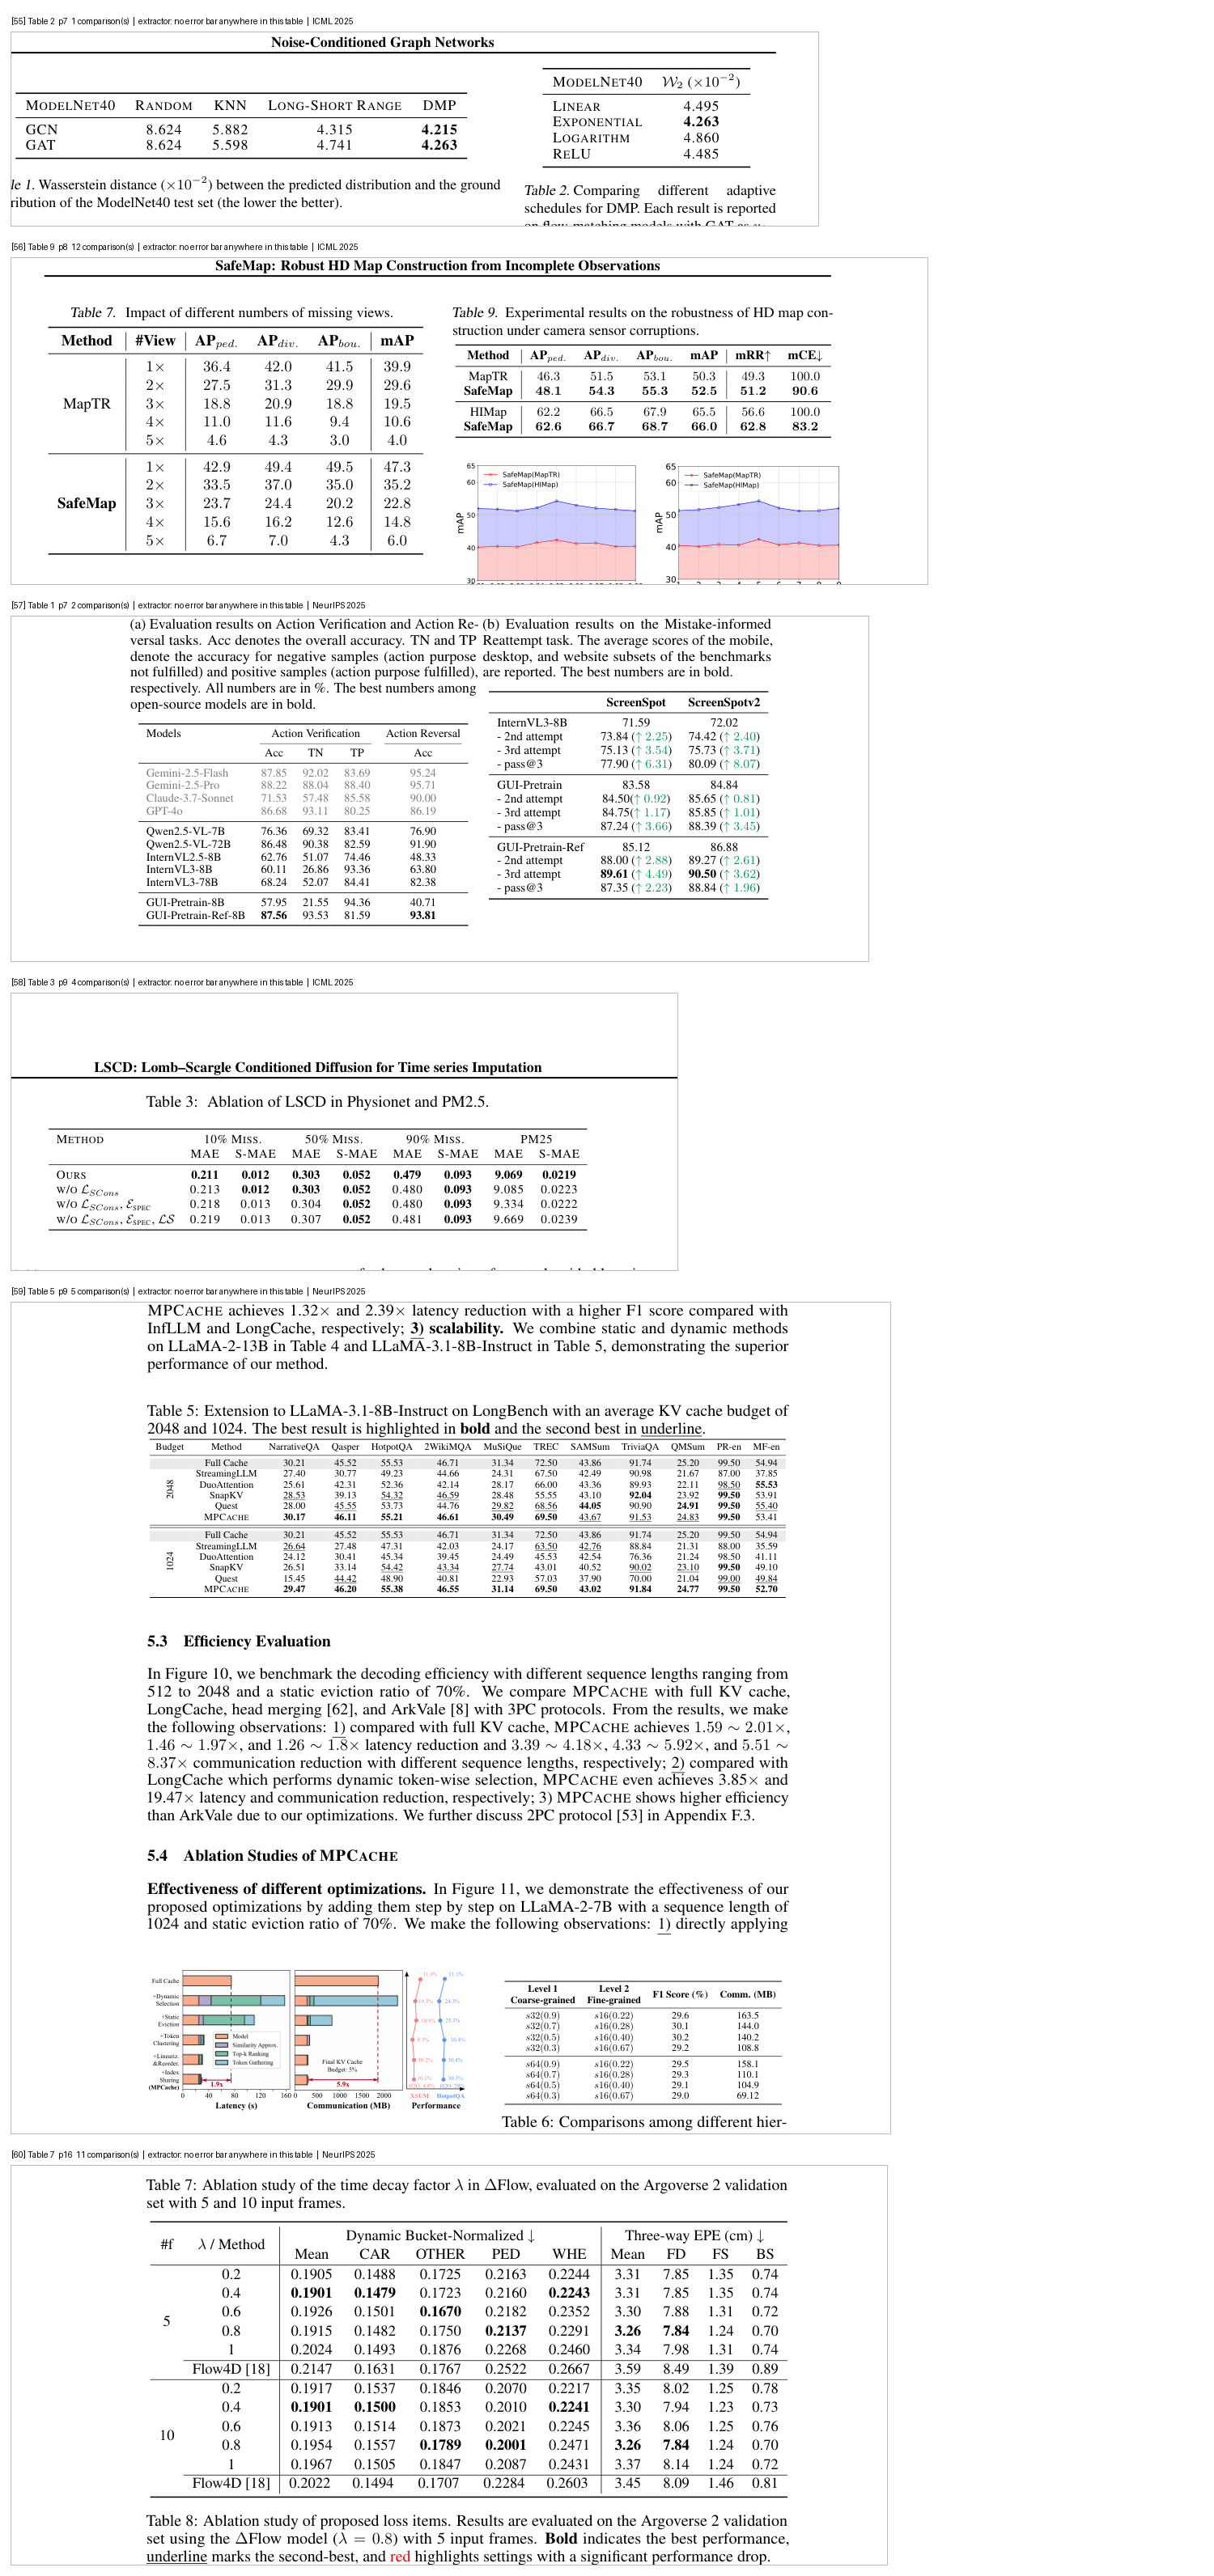 [55] Table 2 p7 1 comparison(s) | extractor: no error bar anywhere in this table | ICML 2025
Noise-Conditioned Graph Networks
MODELNET40 RANDOM KNN LONG-SHORT RANGE DMP
GCN 8.624 5.882 4.315 4.215
GAT 8.624 5.598 4.741 4.263
le 1. Wasserstein distance (×10−2) between the predicted distribution and the ground
ribution of the ModelNet40 test set (the lower the better).
MODELNET40 W2 (×10−2)
LINEAR 4.495
EXPONENTIAL 4.263
LOGARITHM 4.860
RELU 4.485
Table 2. Comparing different adaptive
schedules for DMP. Each result is reported
on flow-matching models with GAT as
[56] Table 9 p8 12 comparison(s) | extractor: no error bar anywhere in this table | ICML 2025
SafeMap: Robust HD Map Construction from Incomplete Observations
Table 7. Impact of different numbers of missing views.
Method #View APped. APdiv. APbou. mAP
MapTR
1× 36.4 42.0 41.5 39.9
2× 27.5 31.3 29.9 29.6
3× 18.8 20.9 18.8 19.5
4× 11.0 11.6 9.4 10.6
5× 4.6 4.3 3.0 4.0
SafeMap
1× 42.9 49.4 49.5 47.3
2× 33.5 37.0 35.0 35.2
3× 23.7 24.4 20.2 22.8
4× 15.6 16.2 12.6 14.8
5× 6.7 7.0 4.3 6.0
Table 9. Experimental results on the robustness of HD map con-
struction under camera sensor corruptions.
Method APped. APdiv. APbou. mAP mRR↑ mCE↓
MapTR 46.3 51.5 53.1 50.3 49.3 100.0
SafeMap 48.1 54.3 55.3 52.5 51.2 90.6
HIMap 62.2 66.5 67.9 65.5 56.6 100.0
SafeMap 62.6 66.7 68.7 66.0 62.8 83.2
65
60
50
40
30
mAP
SafeMap(MapTR)
SafeMap(HIMap)
65
60
50
40
30
mAP
SafeMap(MapTR)
SafeMap(HIMap)
[57] Table 1 p7 2 comparison(s) | extractor: no error bar anywhere in this table | NeurIPS 2025
(a) Evaluation results on Action Verification and Action Re-
versal tasks. Acc denotes the overall accuracy. TN and TP
denote the accuracy for negative samples (action purpose
not fulfilled) and positive samples (action purpose fulfilled),
respectively. All numbers are in %. The best numbers among
open-source models are in bold.
Models Action Verification Action Reversal
Acc TN TP Acc
Gemini-2.5-Flash 87.85 92.02 83.69 95.24
Gemini-2.5-Pro 88.22 88.04 88.40 95.71
Claude-3.7-Sonnet 71.53 57.48 85.58 90.00
GPT-4o 86.68 93.11 80.25 86.19
Qwen2.5-VL-7B 76.36 69.32 83.41 76.90
Qwen2.5-VL-72B 86.48 90.38 82.59 91.90
InternVL2.5-8B 62.76 51.07 74.46 48.33
InternVL3-8B 60.11 26.86 93.36 63.80
InternVL3-78B 68.24 52.07 84.41 82.38
GUI-Pretrain-8B 57.95 21.55 94.36 40.71
GUI-Pretrain-Ref-8B 87.56 93.53 81.59 93.81
(b) Evaluation results on the Mistake-informed
Reattempt task. The average scores of the mobile,
desktop, and website subsets of the benchmarks
are reported. The best numbers are in bold.
ScreenSpot ScreenSpotv2
InternVL3-8B 71.59 72.02
- 2nd attempt 73.84 (↑ 2.25) 74.42 (↑ 2.40)
- 3rd attempt 75.13 (↑ 3.54) 75.73 (↑ 3.71)
- pass@3 77.90 (↑ 6.31) 80.09 (↑ 8.07)
GUI-Pretrain 83.58 84.84
- 2nd attempt 84.50(↑ 0.92) 85.65 (↑ 0.81)
- 3rd attempt 84.75(↑ 1.17) 85.85 (↑ 1.01)
- pass@3 87.24 (↑ 3.66) 88.39 (↑ 3.45)
GUI-Pretrain-Ref 85.12 86.88
- 2nd attempt 88.00 (↑ 2.88) 89.27 (↑ 2.61)
- 3rd attempt 89.61 (↑ 4.49) 90.50 (↑ 3.62)
- pass@3 87.35 (↑ 2.23) 88.84 (↑ 1.96)
[58] Table 3 p9 4 comparison(s) | extractor: no error bar anywhere in this table | ICML 2025
LSCD: Lomb–Scargle Conditioned Diffusion for Time series Imputation
Table 3: Ablation of LSCD in Physionet and PM2.5.
METHOD 10% MISS. 50% MISS. 90% MISS. PM25
MAE S-MAE MAE S-MAE MAE S-MAE MAE S-MAE
OURS 0.211 0.012 0.303 0.052 0.479 0.093 9.069 0.0219
W/O LSCons 0.213 0.012 0.303 0.052 0.480 0.093 9.085 0.0223
W/O LSCons, ESPEC 0.218 0.013 0.304 0.052 0.480 0.093 9.334 0.0222
W/O LSCons, ESPEC, LS 0.219 0.013 0.307 0.052 0.481 0.093 9.669 0.0239
[59] Table 5 p9 5 comparison(s) | extractor: no error bar anywhere in this table | NeurIPS 2025
MPCACHE achieves 1.32× and 2.39× latency reduction with a higher F1 score compared with
InfLLM and LongCache, respectively; 3) scalability. We combine static and dynamic methods
on LLaMA-2-13B in Table 4 and LLaMA-3.1-8B-Instruct in Table 5, demonstrating the superior
performance of our method.
Table 5: Extension to LLaMA-3.1-8B-Instruct on LongBench with an average KV cache budget of
2048 and 1024. The best result is highlighted in bold and the second best in underline.
Budget Method NarrativeQA Qasper HotpotQA 2WikiMQA MuSiQue TREC SAMSum TriviaQA QMSum PR-en MF-en
2048
Full Cache 30.21 45.52 55.53 46.71 31.34 72.50 43.86 91.74 25.20 99.50 54.94
StreamingLLM 27.40 30.77 49.23 44.66 24.31 67.50 42.49 90.98 21.67 87.00 37.85
DuoAttention 25.61 42.31 52.36 42.14 28.17 66.00 43.36 89.93 22.11 98.50 55.53
SnapKV 28.53 39.13 54.32 46.59 28.48 55.55 43.10 92.04 23.92 99.50 53.91
Quest 28.00 45.55 53.73 44.76 29.82 68.56 44.05 90.90 24.91 99.50 55.40
MPCACHE 30.17 46.11 55.21 46.61 30.49 69.50 43.67 91.53 24.83 99.50 53.41
1024
Full Cache 30.21 45.52 55.53 46.71 31.34 72.50 43.86 91.74 25.20 99.50 54.94
StreamingLLM 26.64 27.48 47.31 42.03 24.17 63.50 42.76 88.84 21.31 88.00 35.59
DuoAttention 24.12 30.41 45.34 39.45 24.49 45.53 42.54 76.36 21.24 98.50 41.11
SnapKV 26.51 33.14 54.42 43.34 27.74 43.01 40.52 90.02 23.10 99.50 49.10
Quest 15.45 44.42 48.90 40.81 22.93 57.03 37.90 70.00 21.04 99.00 49.84
MPCACHE 29.47 46.20 55.38 46.55 31.14 69.50 43.02 91.84 24.77 99.50 52.70
5.3 Efficiency Evaluation
In Figure 10, we benchmark the decoding efficiency with different sequence lengths ranging from
512 to 2048 and a static eviction ratio of 70%. We compare MPCACHE with full KV cache,
LongCache, head merging [62], and ArkVale [8] with 3PC protocols. From the results, we make
the following observations: 1) compared with full KV cache, MPCACHE achieves 1.59 ∼ 2.01×,
1.46 ∼ 1.97×, and 1.26 ∼ 1.8× latency reduction and 3.39 ∼ 4.18×, 4.33 ∼ 5.92×, and 5.51 ∼
8.37× communication reduction with different sequence lengths, respectively; 2) compared with
LongCache which performs dynamic token-wise selection, MPCACHE even achieves 3.85× and
19.47× latency and communication reduction, respectively; 3) MPCACHE shows higher efficiency
than ArkVale due to our optimizations. We further discuss 2PC protocol [53] in Appendix F.3.
5.4 Ablation Studies of MPCACHE
Effectiveness of different optimizations. In Figure 11, we demonstrate the effectiveness of our
proposed optimizations by adding them step by step on LLaMA-2-7B with a sequence length of
1024 and static eviction ratio of 70%. We make the following observations: 1) directly applying
Full Cache
+Dynamic
Selection
+Static
Eviction
+Token
Clustering
+Lineariz.
&Reorder.
+Index
Sharing
(MPCache)
Model
Similarity Approx.
Top-k Ranking
Token Gathering
1.9×
0 40 80 120 160
Latency (s)
Final KV Cache
Budget: 5%
5.9×
0 500 1000 1500 2000
Communication (MB)
XSUM HotpotQA
Performance
Level 1 Level 2 F1 Score (%) Comm. (MB)
Coarse-grained Fine-grained
s32(0.9) s16(0.22) 29.6 163.5
s32(0.7) s16(0.28) 30.1 144.0
s32(0.5) s16(0.40) 30.2 140.2
s32(0.3) s16(0.67) 29.2 108.8
s64(0.9) s16(0.22) 29.5 158.1
s64(0.7) s16(0.28) 29.3 110.1
s64(0.5) s16(0.40) 29.1 104.9
s64(0.3) s16(0.67) 29.0 69.12
Table 6: Comparisons among different hier-
[60] Table 7 p16 11 comparison(s) | extractor: no error bar anywhere in this table | NeurIPS 2025
Table 7: Ablation study of the time decay factor λ in ΔFlow, evaluated on the Argoverse 2 validation
set with 5 and 10 input frames.
#f λ / Method Dynamic Bucket-Normalized ↓ Three-way EPE (cm) ↓
Mean CAR OTHER PED WHE Mean FD FS BS
5
0.2 0.1905 0.1488 0.1725 0.2163 0.2244 3.31 7.85 1.35 0.74
0.4 0.1901 0.1479 0.1723 0.2160 0.2243 3.31 7.85 1.35 0.74
0.6 0.1926 0.1501 0.1670 0.2182 0.2352 3.30 7.88 1.31 0.72
0.8 0.1915 0.1482 0.1750 0.2137 0.2291 3.26 7.84 1.24 0.70
1 0.2024 0.1493 0.1876 0.2268 0.2460 3.34 7.98 1.31 0.74
Flow4D [18] 0.2147 0.1631 0.1767 0.2522 0.2667 3.59 8.49 1.39 0.89
10
0.2 0.1917 0.1537 0.1846 0.2070 0.2217 3.35 8.02 1.25 0.78
0.4 0.1901 0.1500 0.1853 0.2010 0.2241 3.30 7.94 1.23 0.73
0.6 0.1913 0.1514 0.1873 0.2021 0.2245 3.36 8.06 1.25 0.76
0.8 0.1954 0.1557 0.1789 0.2001 0.2471 3.26 7.84 1.24 0.70
1 0.1967 0.1505 0.1847 0.2087 0.2431 3.37 8.14 1.24 0.72
Flow4D [18] 0.2022 0.1494 0.1707 0.2284 0.2603 3.45 8.09 1.46 0.81
Table 8: Ablation study of proposed loss items. Results are evaluated on the Argoverse 2 validation
set using the ΔFlow model (λ = 0.8) with 5 input frames. Bold indicates the best performance,
underline marks the second-best, and red highlights settings with a significant performance drop.